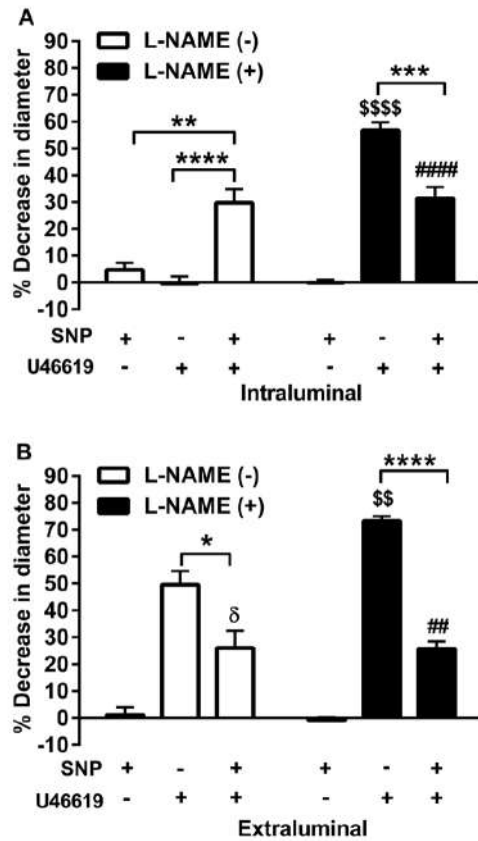 A
% Decrease in diameter
90
80
70
60
50
40
30
20
10
0
-10
L-NAME (-)
L-NAME (+)
**
****
$$$$
***
####
SNP + - + + - +
U46619 - + + - + +
Intraluminal
B
% Decrease in diameter
90
80
70
60
50
40
30
20
10
0
-10
L-NAME (-)
L-NAME (+)
*
δ
$$
****
##
SNP + - + + - +
U46619 - + + - + +
Extraluminal